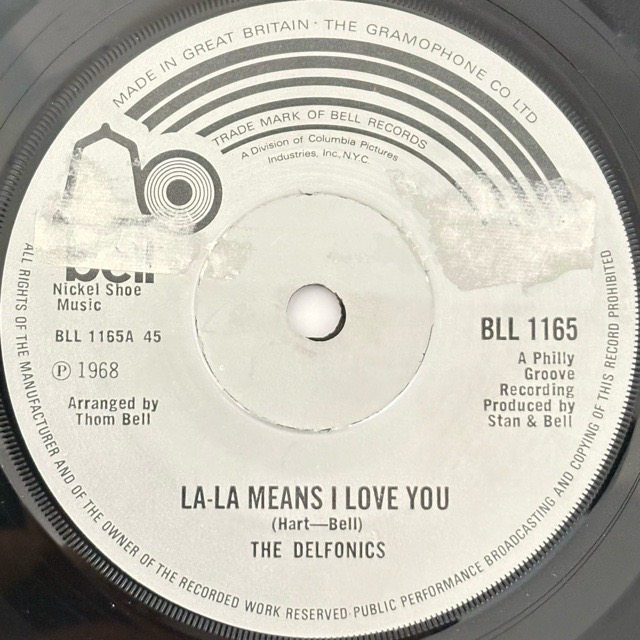 MADE IN GREAT BRITAIN · THE GRAMOPHONE CO LTD
TRADE MARK OF BELL RECORDS
A Division of Columbia Pictures
Industries, Inc, N.Y.C.
bell
Nickel Shoe
Music
BLL 1165A 45
Ⓟ 1968
Arranged by
Thom Bell
BLL 1165
A Philly
Groove
Recording
Produced by
Stan & Bell
LA-LA MEANS I LOVE YOU
(Hart—Bell)
THE DELFONICS
ALL RIGHTS OF THE MANUFACTURER AND OF THE OWNER OF THE RECORDED WORK RESERVED·PUBLIC PERFORMANCE BROADCASTING AND COPYING OF THIS RECORD PROHIBITED